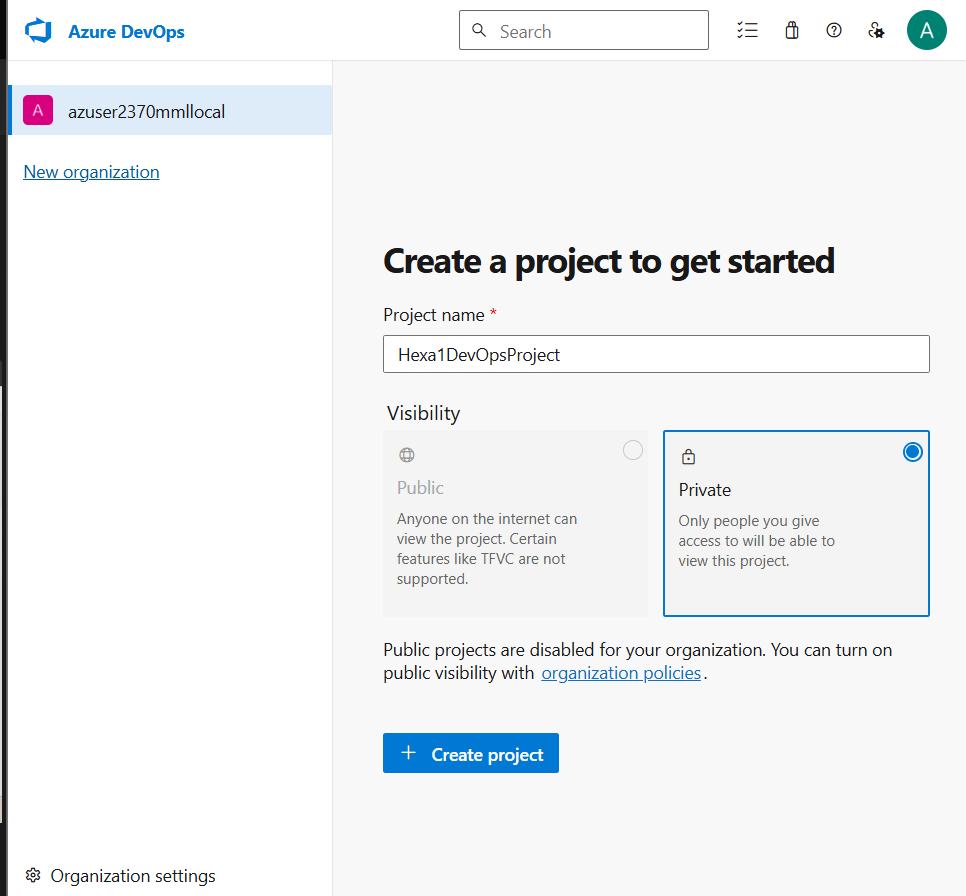 Azure DevOps
Search
A
A
azuser2370mmllocal
New organization
Create a project to get started
Project name *
Hexa1DevOpsProject
Visibility
Public
Anyone on the internet can
view the project. Certain
features like TFVC are not
supported.
Private
Only people you give
access to will be able to
view this project.
Public projects are disabled for your organization. You can turn on
public visibility with organization policies.
+ Create project
Organization settings